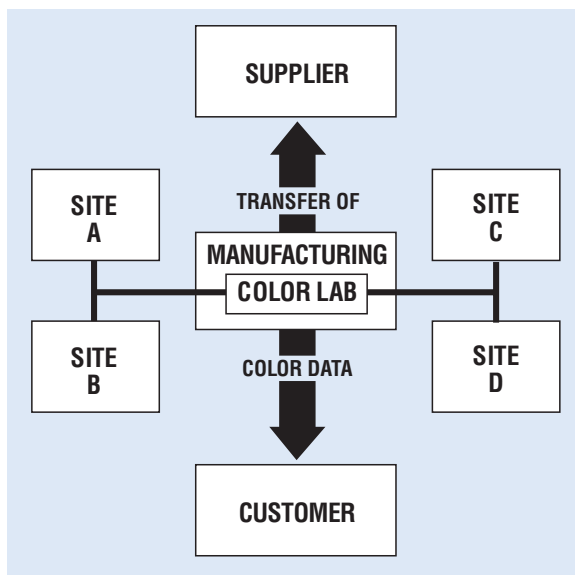 SUPPLIER
TRANSFER OF
SITE
A
SITE
C
MANUFACTURING
COLOR LAB
SITE
B
SITE
D
COLOR DATA
CUSTOMER